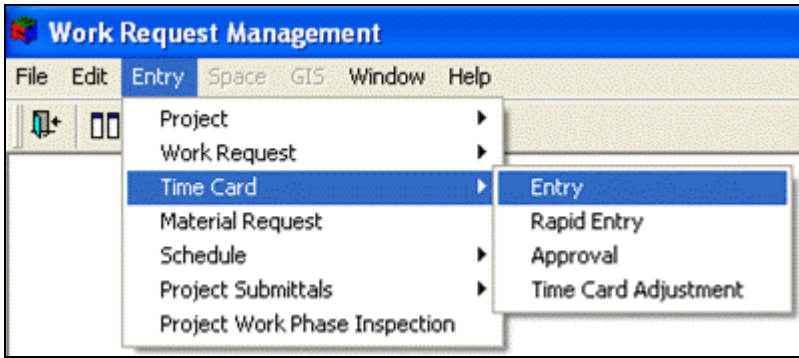 Work Request Management
File Edit Entry Space GIS Window Help
Project
Work Request
Time Card
Material Request
Schedule
Project Submittals
Project Work Phase Inspection
Entry
Rapid Entry
Approval
Time Card Adjustment